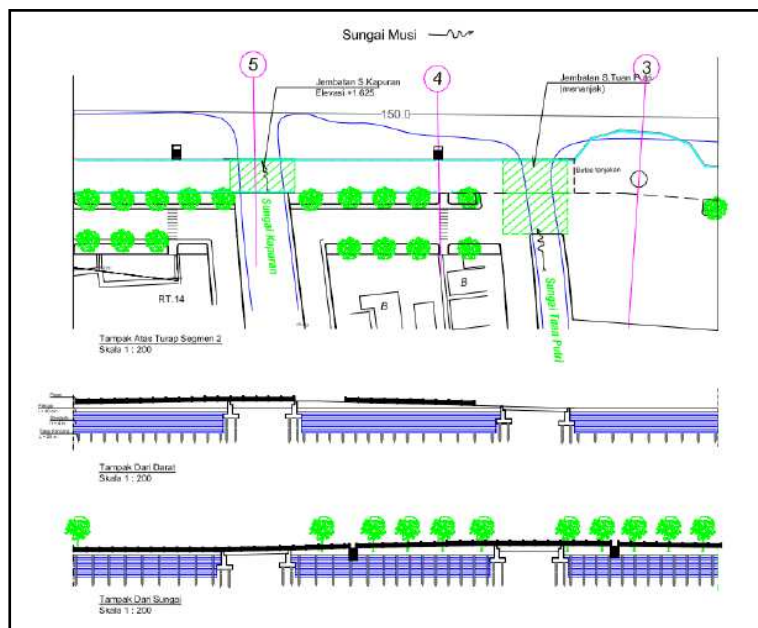 Sungai Musi
5
Jembatan S.Kapuran
Elevasi +1.625
4
Jembatan S.Tuan Putri
(menanjak)
3
150.0
Batas tanjakan
Sungai Kapuran
Sungai Tuan Putri
RT.14
B
B
Tampak Atas Turap Segmen 2
Skala 1 : 200
Tampak Dari Darat
Skala 1 : 200
Tampak Dari Sungai
Skala 1 : 200